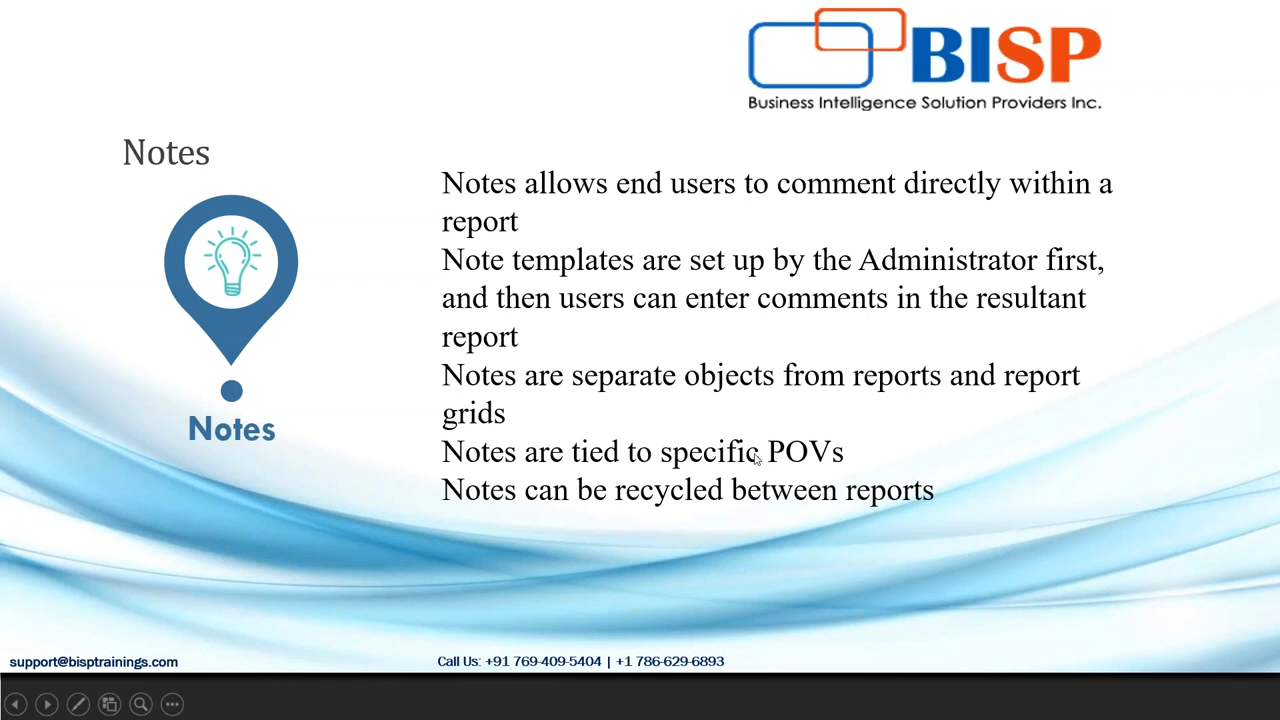 BISP
Business Intelligence Solution Providers Inc.
Notes
Notes allows end users to comment directly within a
report
Note templates are set up by the Administrator first,
and then users can enter comments in the resultant
report
Notes are separate objects from reports and report
grids
Notes are tied to specific POVs
Notes can be recycled between reports
Notes
support@bisptrainings.com
Call Us: +91 769-409-5404 | +1 786-629-6893